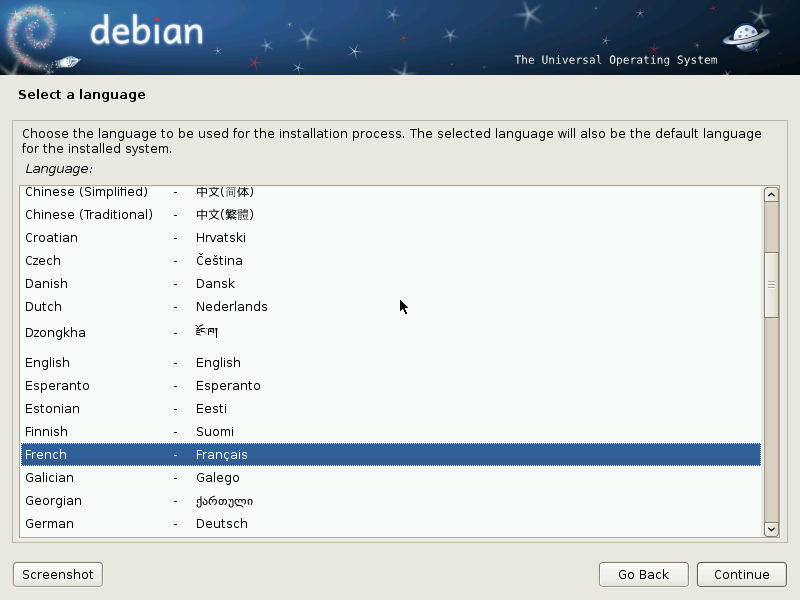 debian
The Universal Operating System
Select a language
Choose the language to be used for the installation process. The selected language will also be the default language
for the installed system.
Language:
Chinese (Simplified) - 中文(简体)
Chinese (Traditional) - 中文(繁體)
Croatian - Hrvatski
Czech - Čeština
Danish - Dansk
Dutch - Nederlands
Dzongkha - རྫོང་ཁ།
English - English
Esperanto - Esperanto
Estonian - Eesti
Finnish - Suomi
French - Français
Galician - Galego
Georgian - ქართული
German - Deutsch
Screenshot
Go Back
Continue